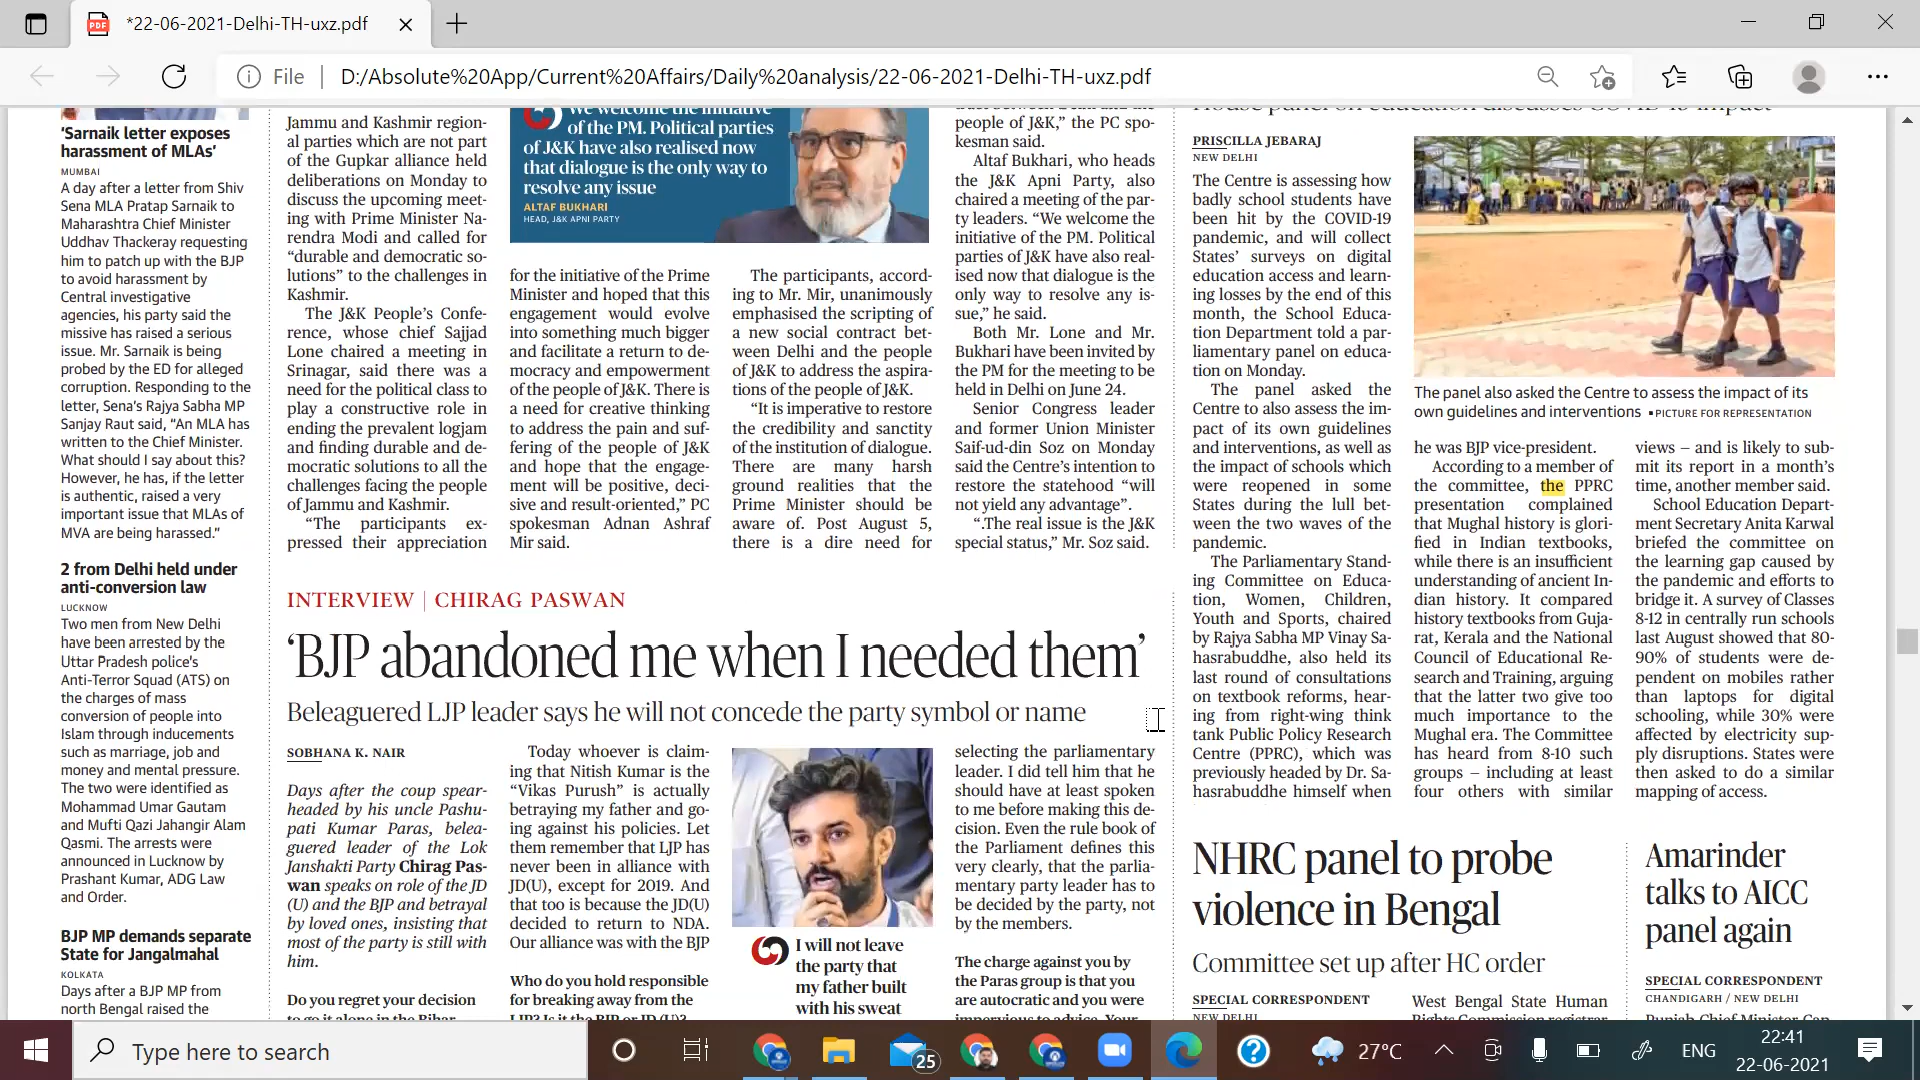 *22-06-2021-Delhi-TH-uxz.pdf
File
D:/Absolute%20App/Current%20Affairs/Daily%20analysis/22-06-2021-Delhi-TH-uxz.pdf
'Sarnaik letter exposes
harassment of MLAs'
MUMBAI
A day after a letter from Shiv
Sena MLA Pratap Sarnaik to
Maharashtra Chief Minister
Uddhav Thackeray requesting
him to patch up with the BJP
to avoid harassment by
Central investigative
agencies, his party said the
missive has raised a serious
issue. Mr. Sarnaik is being
probed by the ED for alleged
corruption. Responding to the
letter, Sena's Rajya Sabha MP
Sanjay Raut said, "An MLA has
written to the Chief Minister.
What should I say about this?
However, he has, if the letter
is authentic, raised a very
important issue that MLAs of
MVA are being harassed."
2 from Delhi held under
anti-conversion law
LUCKNOW
Two men from New Delhi
have been arrested by the
Uttar Pradesh police's
Anti-Terror Squad (ATS) on
the charges of mass
conversion of people into
Islam through inducements
such as marriage, job and
money and mental pressure.
The two were identified as
Mohammad Umar Gautam
and Mufti Qazi Jahangir Alam
Qasmi. The arrests were
announced in Lucknow by
Prashant Kumar, ADG Law
and Order.
BJP MP demands separate
State for Jangalmahal
KOLKATA
Days after a BJP MP from
north Bengal raised the
Jammu and Kashmir region-
al parties which are not part
of the Gupkar alliance held
deliberations on Monday to
discuss the upcoming meet-
ing with Prime Minister Na-
rendra Modi and called for
"durable and democratic so-
lutions" to the challenges in
Kashmir.
The J&K People's Confe-
rence, whose chief Sajjad
Lone chaired a meeting in
Srinagar, said there was a
need for the political class to
play a constructive role in
ending the prevalent logjam
and finding durable and de-
mocratic solutions to all the
challenges facing the people
of Jammu and Kashmir.
"The participants ex-
pressed their appreciation
We welcome the initiative
of the PM. Political parties
of J&K have also realised now
that dialogue is the only way to
resolve any issue
ALTAF BUKHARI
HEAD, J&K APNI PARTY
for the initiative of the Prime
Minister and hoped that this
engagement would evolve
into something much bigger
and facilitate a return to de-
mocracy and empowerment
of the people of J&K. There is
a need for creative thinking
to address the pain and suf-
fering of the people of J&K
and hope that the engage-
ment will be positive, deci-
sive and result-oriented," PC
spokesman Adnan Ashraf
Mir said.
The participants, accord-
ing to Mr. Mir, unanimously
emphasised the scripting of
a new social contract bet-
ween Delhi and the people
of J&K to address the aspira-
tions of the people of J&K.
"It is imperative to restore
the credibility and sanctity
of the institution of dialogue.
There are many harsh
ground realities that the
Prime Minister should be
aware of. Post August 5,
there is a dire need for
people of J&K," the PC spo-
kesman said.
Altaf Bukhari, who heads
the J&K Apni Party, also
chaired a meeting of the par-
ty leaders. "We welcome the
initiative of the PM. Political
parties of J&K have also real-
ised now that dialogue is the
only way to resolve any is-
sue," he said.
Both Mr. Lone and Mr.
Bukhari have been invited by
the PM for the meeting to be
held in Delhi on June 24.
Senior Congress leader
and former Union Minister
Saif-ud-din Soz on Monday
said the Centre's intention to
restore the statehood "will
not yield any advantage".
".The real issue is the J&K
special status," Mr. Soz said.
INTERVIEW | CHIRAG PASWAN
'BJP abandoned me when I needed them'
Beleaguered LJP leader says he will not concede the party symbol or name
SOBHANA K. NAIR
Days after the coup spear-
headed by his uncle Pashu-
pati Kumar Paras, belea-
guered leader of the Lok
Janshakti Party Chirag Pas-
wan speaks on role of the JD
(U) and the BJP and betrayal
by loved ones, insisting that
most of the party is still with
him.
Do you regret your decision
to go it alone in the Bihar
Today whoever is claim-
ing that Nitish Kumar is the
"Vikas Purush" is actually
betraying my father and go-
ing against his policies. Let
them remember that LJP has
never been in alliance with
JD(U), except for 2019. And
that too is because the JD(U)
decided to return to NDA.
Our alliance was with the BJP
Who do you hold responsible
for breaking away from the
LJP? Is it the BJP or JD (U)?
I will not leave
the party that
my father built
with his sweat
selecting the parliamentary
leader. I did tell him that he
should have at least spoken
to me before making this de-
cision. Even the rule book of
the Parliament defines this
very clearly, that the parlia-
mentary party leader has to
be decided by the party, not
by the members.
The charge against you by
the Paras group is that you
are autocratic and you were
impervious to advice. Your
House panel on education discusses COVID-19 impact
PRISCILLA JEBARAJ
NEW DELHI
The Centre is assessing how
badly school students have
been hit by the COVID-19
pandemic, and will collect
States' surveys on digital
education access and learn-
ing losses by the end of this
month, the School Educa-
tion Department told a par-
liamentary panel on educa-
tion on Monday.
The panel asked the
Centre to also assess the im-
pact of its own guidelines
and interventions, as well as
the impact of schools which
were reopened in some
States during the lull bet-
ween the two waves of the
pandemic.
The Parliamentary Stand-
ing Committee on Educa-
tion, Women, Children,
Youth and Sports, chaired
by Rajya Sabha MP Vinay Sa-
hasrabuddhe, also held its
last round of consultations
on textbook reforms, hear-
ing from right-wing think
tank Public Policy Research
Centre (PPRC), which was
previously headed by Dr. Sa-
hasrabuddhe himself when
The panel also asked the Centre to assess the impact of its
own guidelines and interventions ▪PICTURE FOR REPRESENTATION
he was BJP vice-president.
According to a member of
the committee, the PPRC
presentation complained
that Mughal history is glori-
fied in Indian textbooks,
while there is an insufficient
understanding of ancient In-
dian history. It compared
history textbooks from Guja-
rat, Kerala and the National
Council of Educational Re-
search and Training, arguing
that the latter two give too
much importance to the
Mughal era. The Committee
has heard from 8-10 such
groups – including at least
four others with similar
views – and is likely to sub-
mit its report in a month's
time, another member said.
School Education Depart-
ment Secretary Anita Karwal
briefed the committee on
the learning gap caused by
the pandemic and efforts to
bridge it. A survey of Classes
8-12 in centrally run schools
last August showed that 80-
90% of students were de-
pendent on mobiles rather
than laptops for digital
schooling, while 30% were
affected by electricity sup-
ply disruptions. States were
then asked to do a similar
mapping of access.
NHRC panel to probe
violence in Bengal
Committee set up after HC order
SPECIAL CORRESPONDENT
NEW DELHI
West Bengal State Human
Rights Commission registrar
Amarinder
talks to AICC
panel again
SPECIAL CORRESPONDENT
CHANDIGARH / NEW DELHI
Punjab Chief Minister Cap
Type here to search
25
27°C
ENG
22:41
22-06-2021